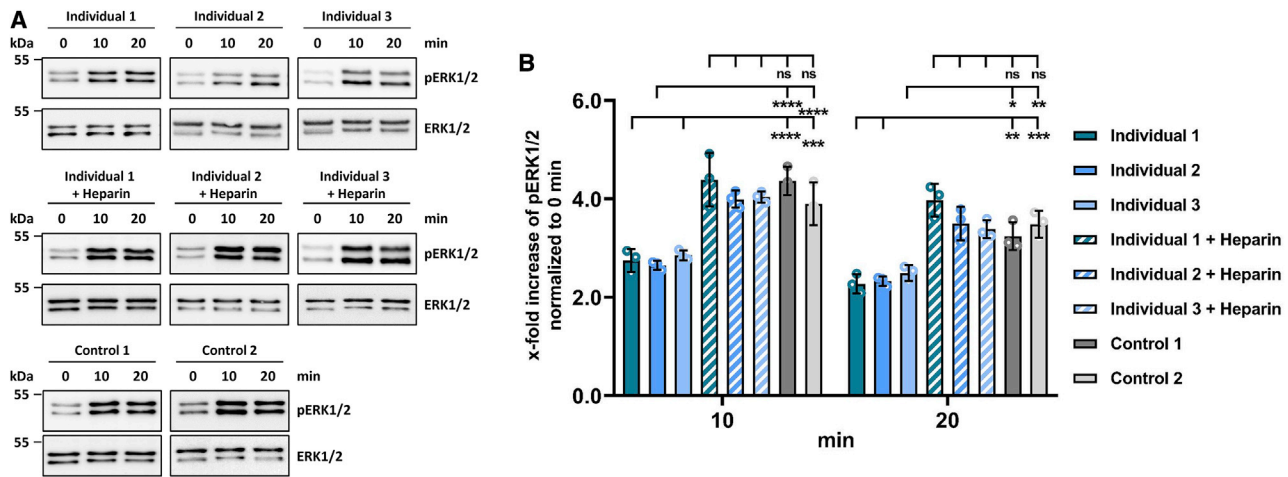 A
Individual 1 Individual 2 Individual 3
kDa 0 10 20 0 10 20 0 10 20 min
55 pERK1/2
55 ERK1/2
Individual 1 Individual 2 Individual 3
+ Heparin + Heparin + Heparin
kDa 0 10 20 0 10 20 0 10 20 min
55 pERK1/2
55 ERK1/2
Control 1 Control 2
kDa 0 10 20 0 10 20 min
55 pERK1/2
55 ERK1/2
B
x-fold increase of pERK1/2
normalized to 0 min
6.0
4.0
2.0
0.0
ns ns ns ns
**** **** * **
**** *** ** ***
10 20
min
Individual 1
Individual 2
Individual 3
Individual 1 + Heparin
Individual 2 + Heparin
Individual 3 + Heparin
Control 1
Control 2